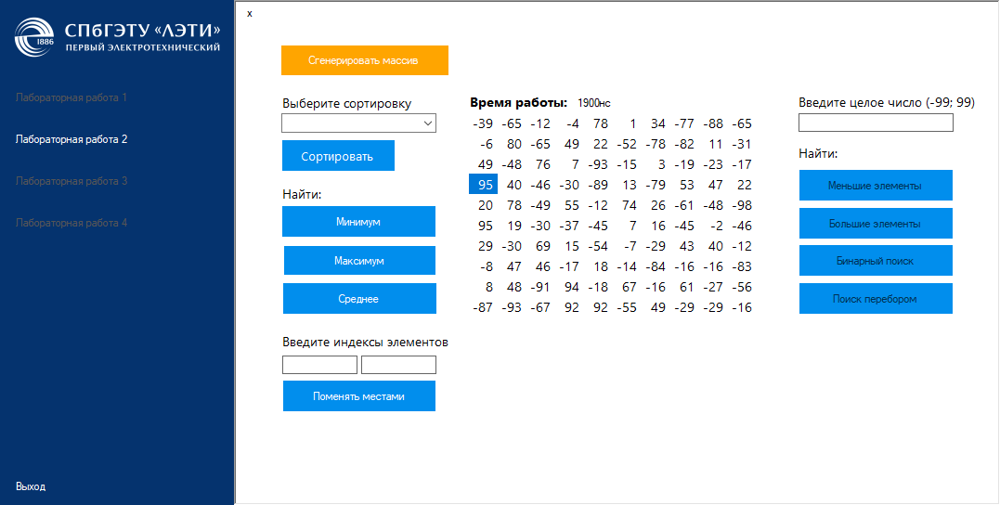 СПбГЭТУ «ЛЭТИ»
1886
ПЕРВЫЙ ЭЛЕКТРОТЕХНИЧЕСКИЙ
Лабораторная работа 1
Лабораторная работа 2
Лабораторная работа 3
Лабораторная работа 4
Выход
x
Сгенерировать массив
Выберите сортировку
Сортировать
Найти:
Минимум
Максимум
Среднее
Введите индексы элементов
Поменять местами
Время работы: 1900нс
-39 -65 -12 -4 78 1 34 -77 -88 -65
-6 80 -65 49 22 -52 -78 -82 11 -31
49 -48 76 7 -93 -15 3 -19 -23 -17
95 40 -46 -30 -89 13 -79 53 47 22
20 78 -49 55 -12 74 26 -61 -48 -98
95 19 -30 -37 -45 7 16 -45 -2 -46
29 -30 69 15 -54 -7 -29 43 40 -12
-8 47 46 -17 18 -14 -84 -16 -16 -83
8 48 -91 94 -18 67 -16 61 -27 -56
-87 -93 -67 92 92 -55 49 -29 -29 -16
Введите целое число (-99; 99)
Найти:
Меньшие элементы
Большие элементы
Бинарный поиск
Поиск перебором